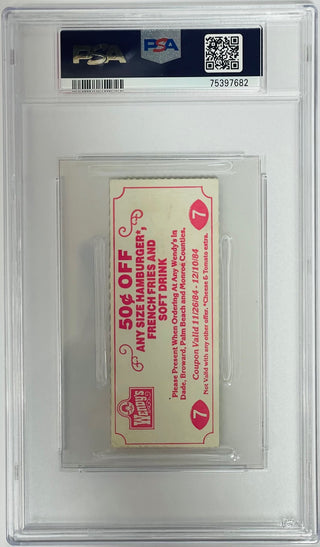 PSA
PSA
75397682
50¢ OFF
ANY SIZE HAMBURGER*,
FRENCH FRIES AND
SOFT DRINK
Please Present When Ordering At Any Wendy's In
Dade, Broward, Palm Beach and Monroe Counties.
Coupon Valid 11/26/84 - 12/10/84
Not Valid with any other offer. *Cheese & Tomato extra.
7
7
Wendy's